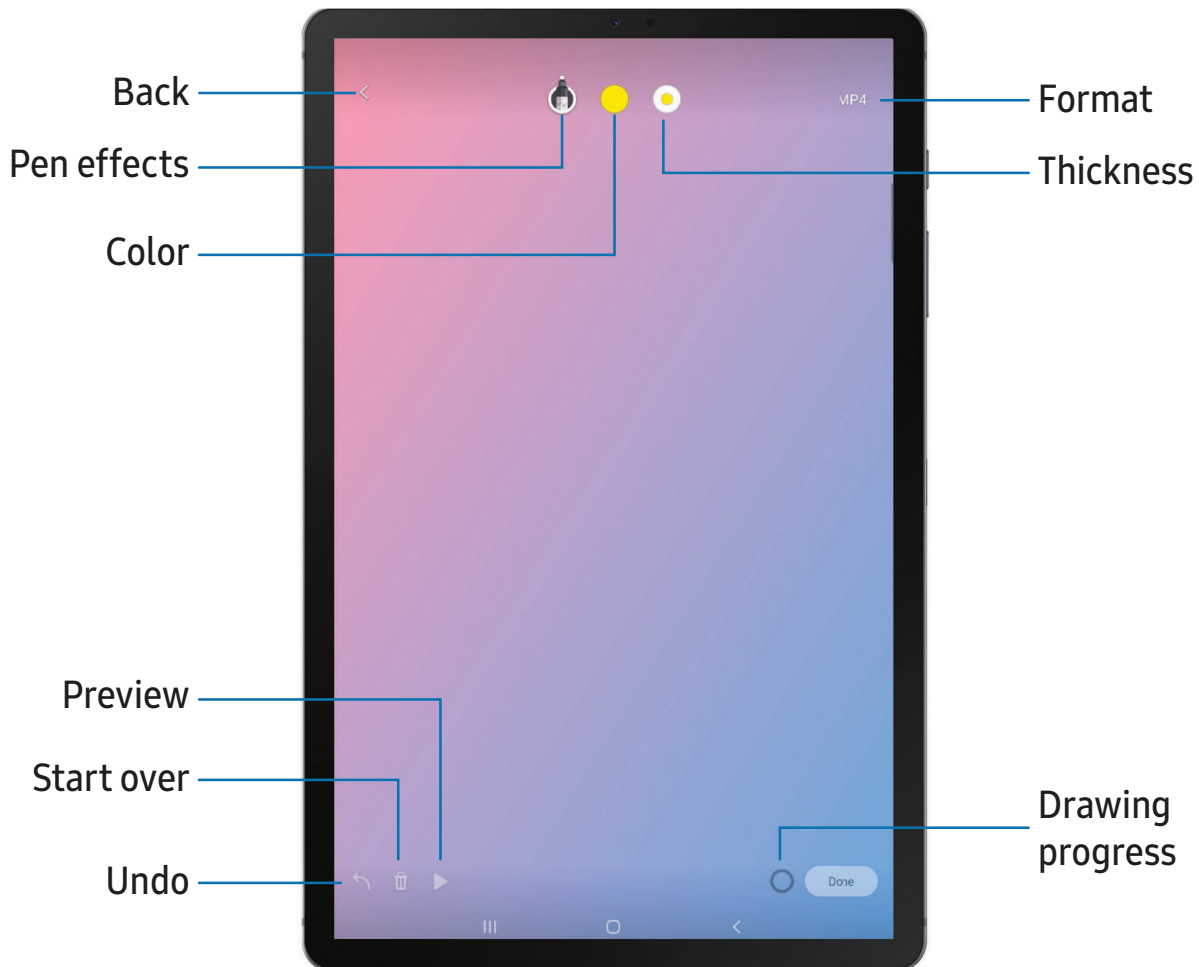 Back
MP4
Format
Pen effects
Thickness
Color
Preview
Start over
Drawing
progress
Undo
Done